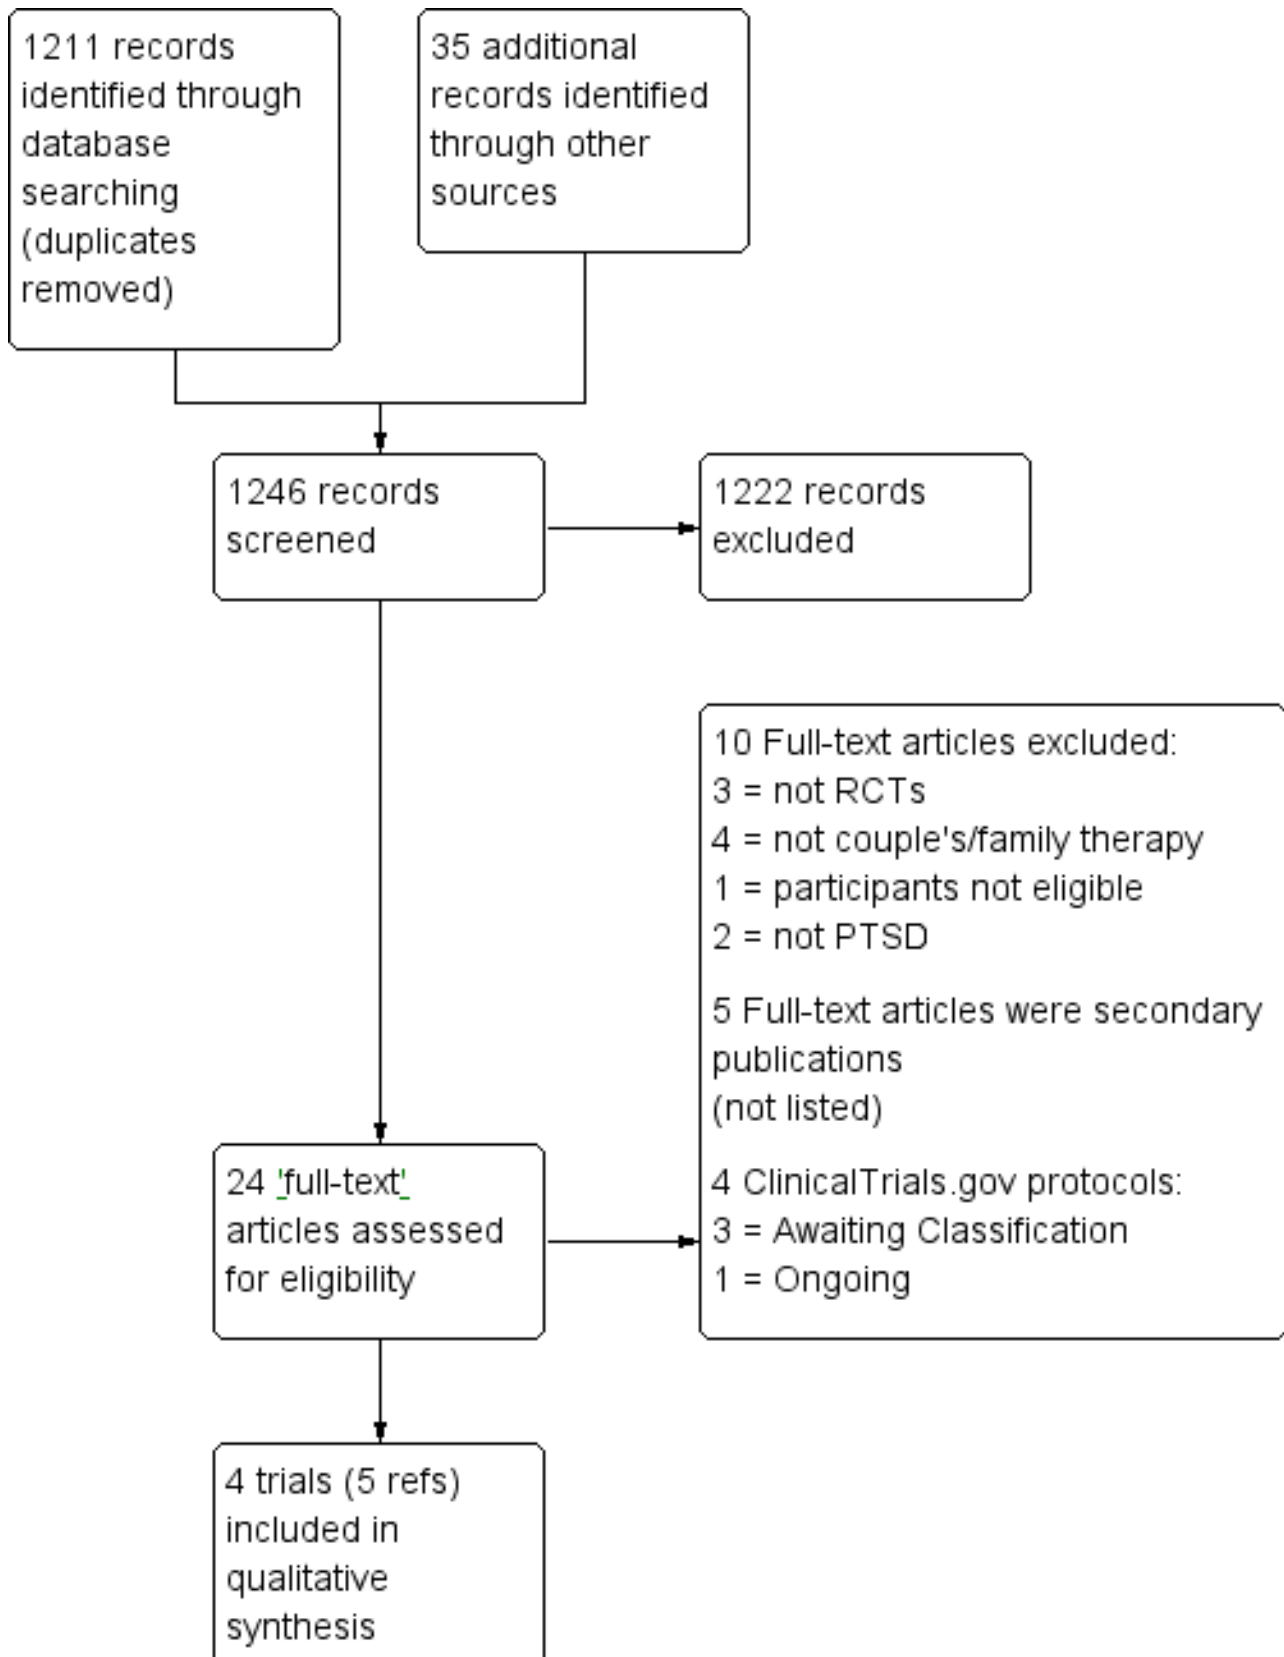 1211 records
identified through
database
searching
(duplicates
removed)
35 additional
records identified
through other
sources
1246 records
screened
1222 records
excluded
10 Full-text articles excluded:
3 = not RCTs
4 = not couple's/family therapy
1 = participants not eligible
2 = not PTSD
5 Full-text articles were secondary
publications
(not listed)
4 ClinicalTrials.gov protocols:
3 = Awaiting Classification
1 = Ongoing
24 'full-text'
articles assessed
for eligibility
4 trials (5 refs)
included in
qualitative
synthesis